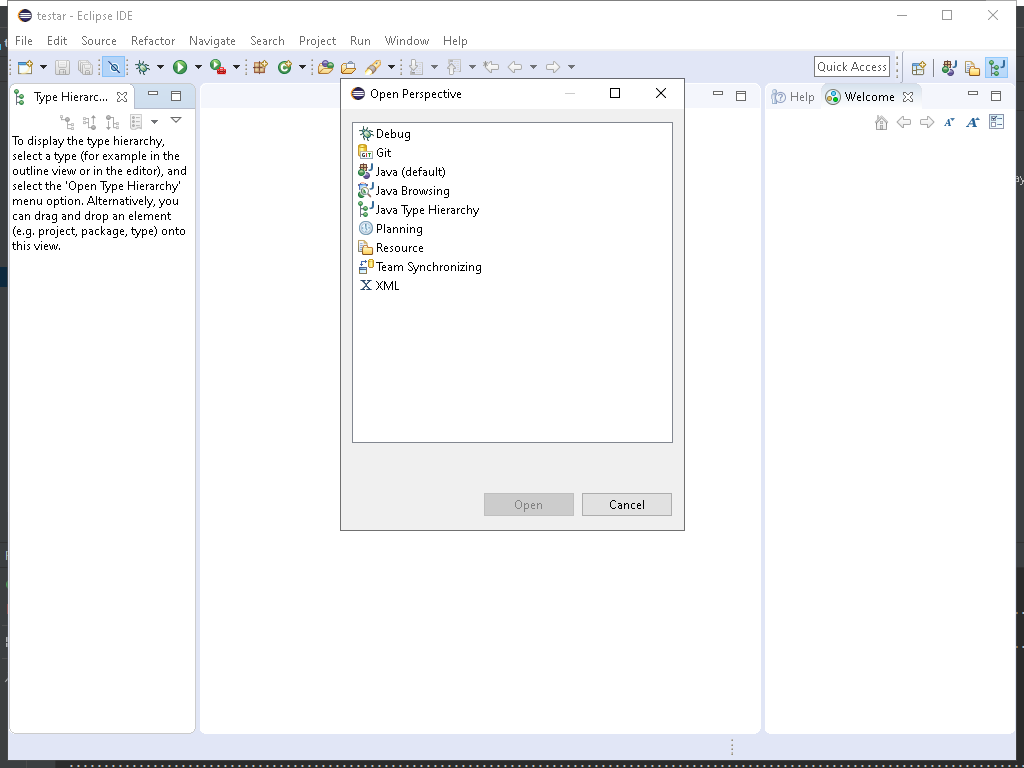 testar - Eclipse IDE
File Edit Source Refactor Navigate Search Project Run Window Help
Quick Access
Type Hierarc...
Open Perspective
Help
Welcome
To display the type hierarchy,
select a type (for example in the
outline view or in the editor), and
select the 'Open Type Hierarchy'
menu option. Alternatively, you
can drag and drop an element
(e.g. project, package, type) onto
this view.
Debug
Git
Java (default)
Java Browsing
Java Type Hierarchy
Planning
Resource
Team Synchronizing
XML
Open
Cancel